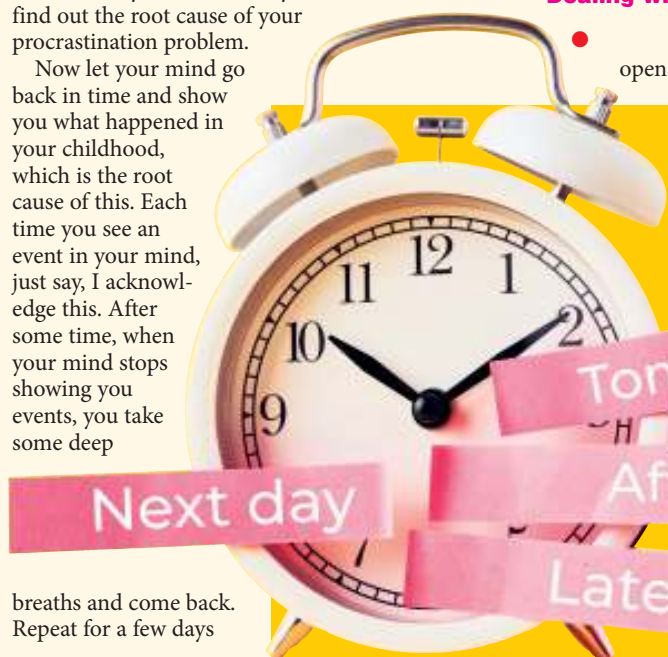 find out the root cause of your
procrastination problem.
Now let your mind go
back in time and show
you what happened in
your childhood,
which is the root
cause of this. Each
time you see an
event in your mind,
just say, I acknowl-
edge this. After
some time, when
your mind stops
showing you
events, you take
some deep
breaths and come back.
Repeat for a few days
open
12
1
2
9
10
11
Next day